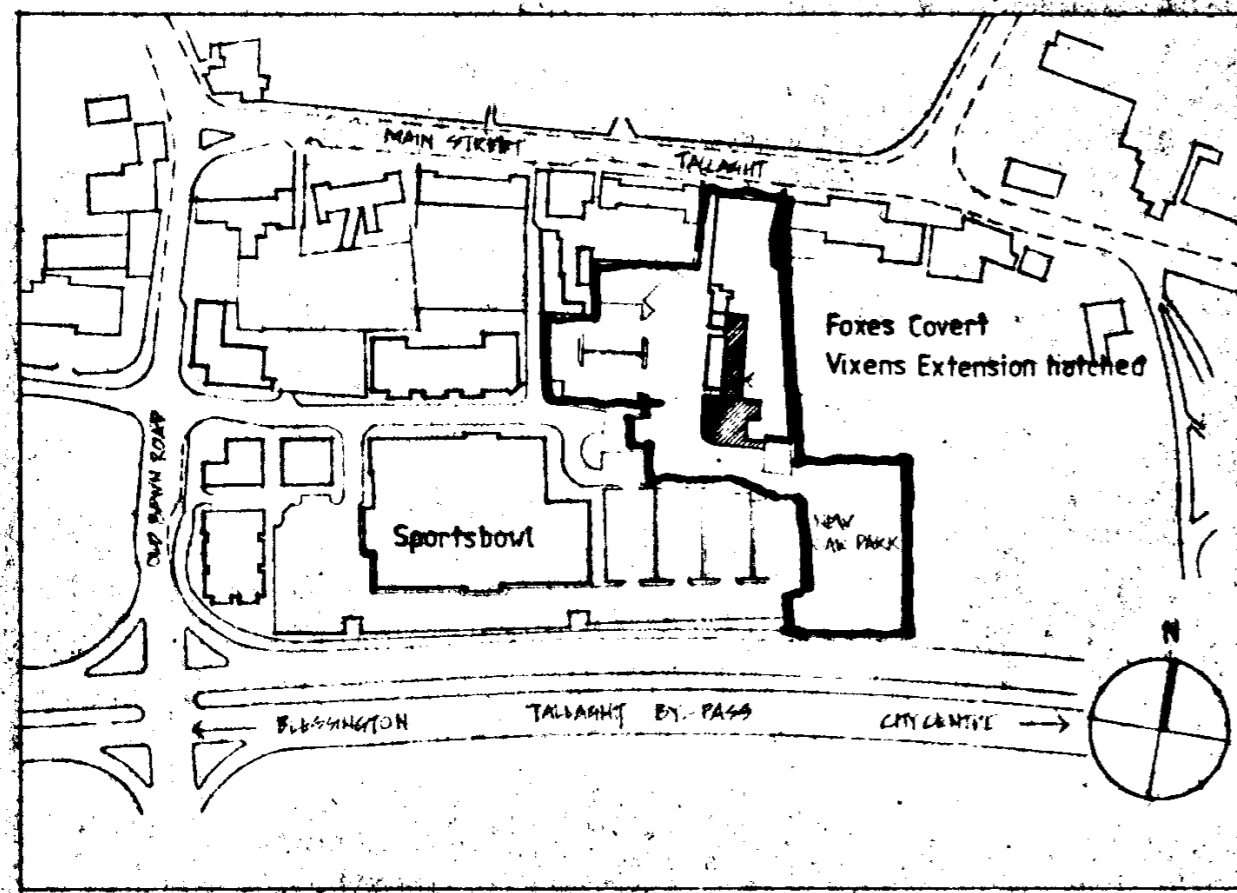 MAIN STREET
TALLAGHT
Foxes Covert
Vixens Extension hatched
OLD BAWN ROAD
Sportsbowl
NEW
CAR PARK
N
← BLESSINGTON
TALLAGHT BY-PASS
CITY CENTRE →